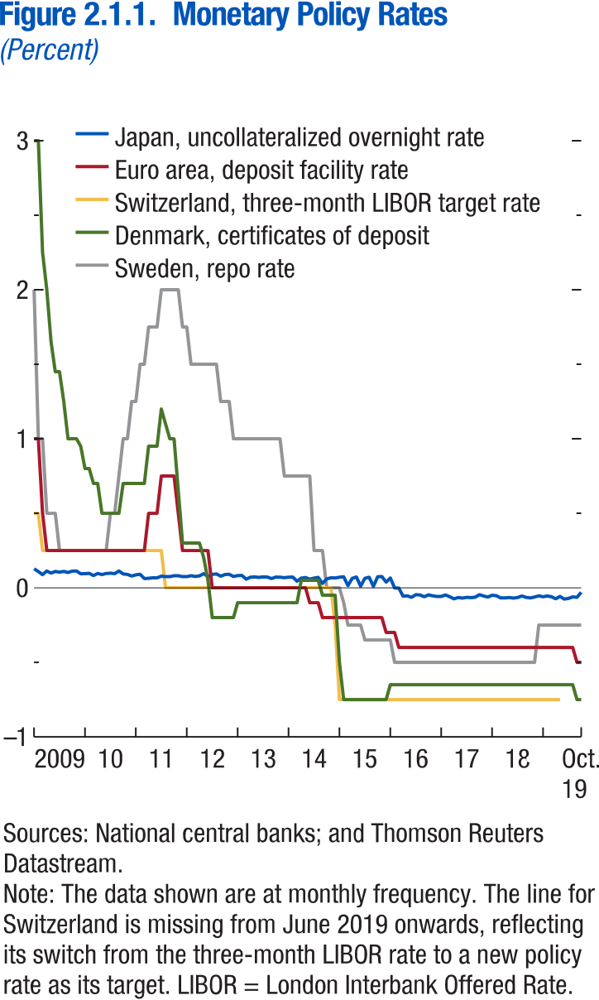 Figure 2.1.1. Monetary Policy Rates
(Percent)
Japan, uncollateralized overnight rate
Euro area, deposit facility rate
Switzerland, three-month LIBOR target rate
Denmark, certificates of deposit
Sweden, repo rate
3
2
1
0
–1
2009 10 11 12 13 14 15 16 17 18 Oct.
19
Sources: National central banks; and Thomson Reuters
Datastream.
Note: The data shown are at monthly frequency. The line for
Switzerland is missing from June 2019 onwards, reflecting
its switch from the three-month LIBOR rate to a new policy
rate as its target. LIBOR = London Interbank Offered Rate.